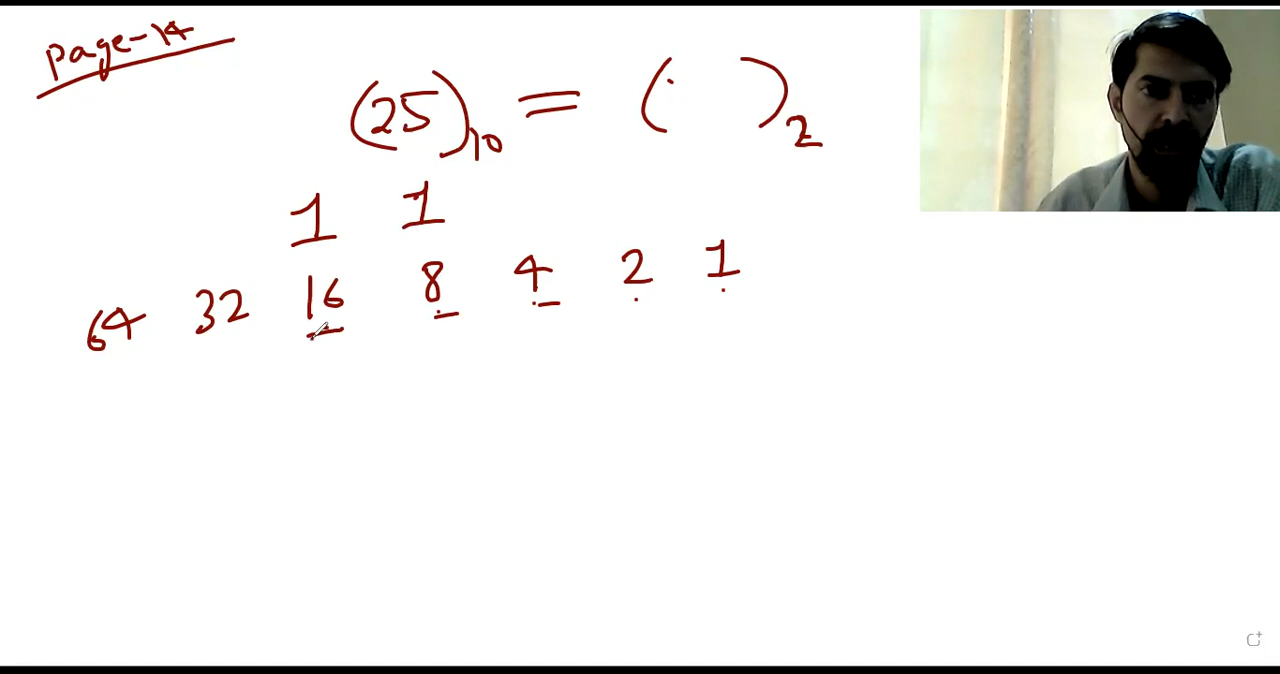 page-14
(25)10 = ( )2
1 1
64 32 16 8 4 2 1